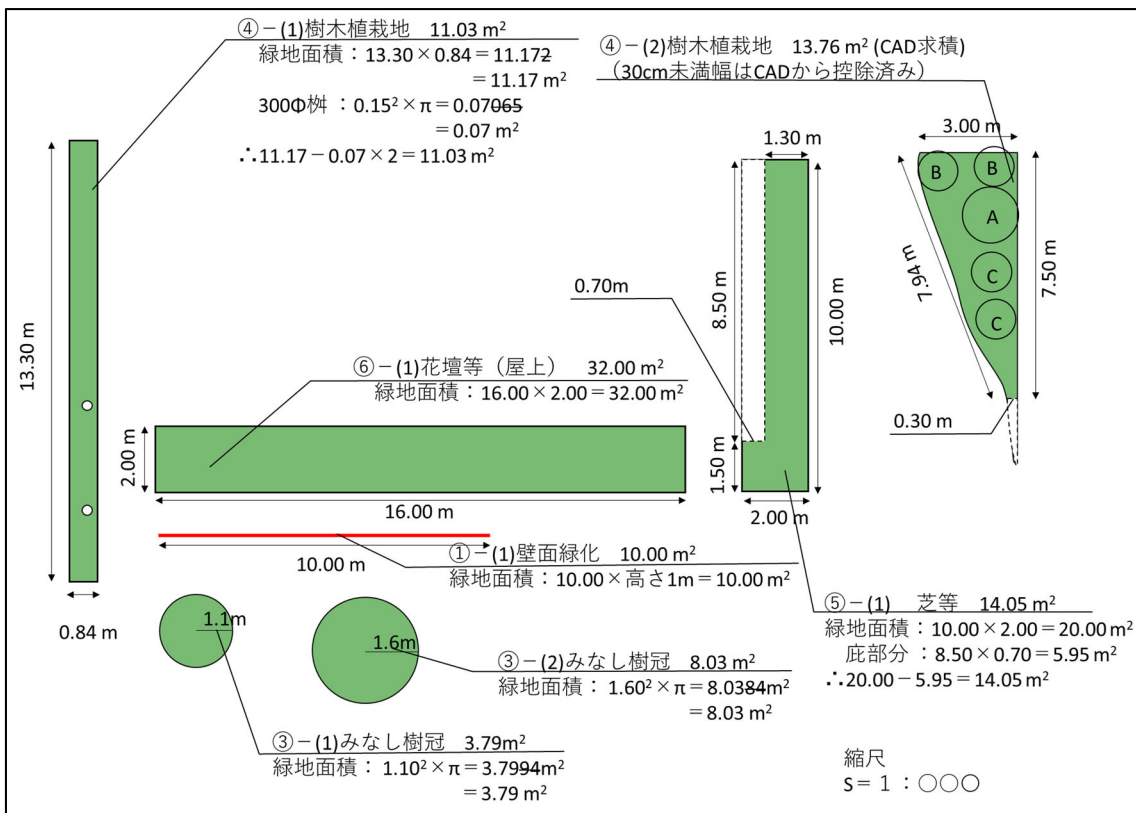 ④－(1)樹木植栽地 11.03 m²
緑地面積：13.30×0.84＝11.172
＝11.17 m²
300Φ桝 ：0.15²×π＝0.07065
＝0.07 m²
∴11.17－0.07×2＝11.03 m²
④－(2)樹木植栽地 13.76 m² (CAD求積)
（30cm未満幅はCADから控除済み）
13.30 m
0.84 m
1.30 m
8.50 m
10.00 m
0.70m
1.50 m
2.00 m
3.00 m
B
B
A
C
C
7.94 m
7.50 m
0.30 m
⑥－(1)花壇等（屋上） 32.00 m²
緑地面積：16.00×2.00＝32.00 m²
2.00 m
16.00 m
10.00 m
①－(1)壁面緑化 10.00 m²
緑地面積：10.00×高さ1m＝10.00 m²
⑤－(1) 芝等 14.05 m²
緑地面積：10.00×2.00＝20.00 m²
庇部分 ：8.50×0.70＝5.95 m²
∴20.00－5.95＝14.05 m²
1.1m
1.6m
③－(2)みなし樹冠 8.03 m²
緑地面積： 1.60²×π＝8.0384m²
＝8.03 m²
③－(1)みなし樹冠 3.79m²
緑地面積： 1.10²×π＝3.7994m²
＝3.79 m²
縮尺
S＝１：○○○